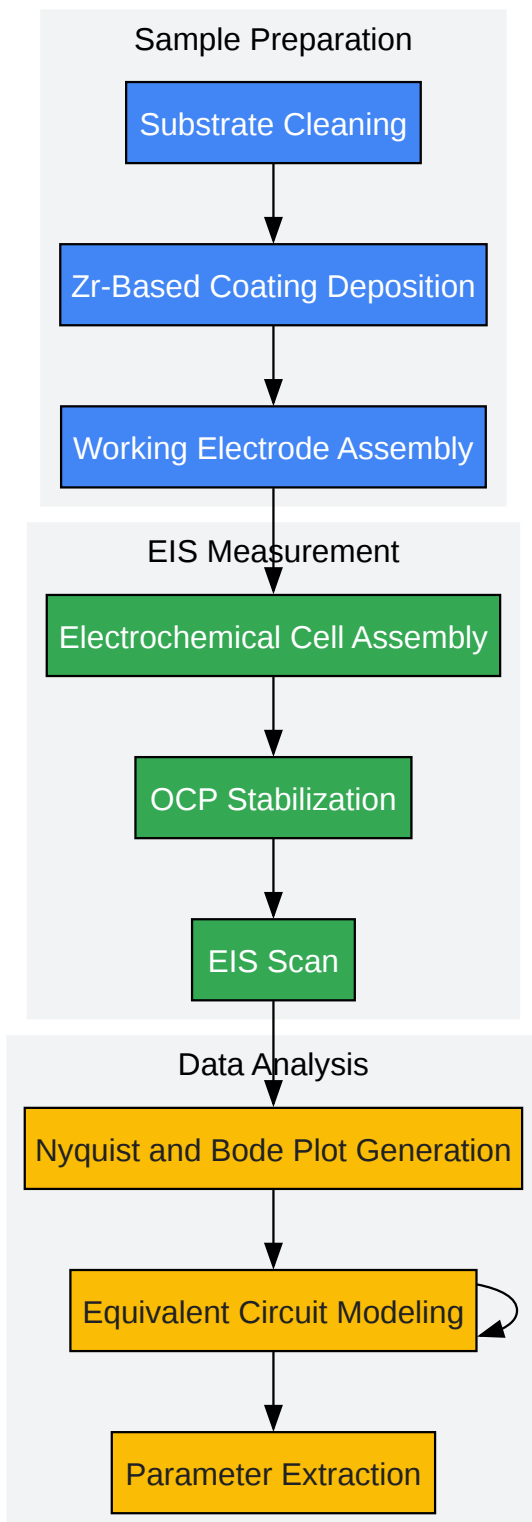 Sample Preparation
Substrate Cleaning
Zr-Based Coating Deposition
Working Electrode Assembly
EIS Measurement
Electrochemical Cell Assembly
OCP Stabilization
EIS Scan
Data Analysis
Nyquist and Bode Plot Generation
Equivalent Circuit Modeling
Parameter Extraction